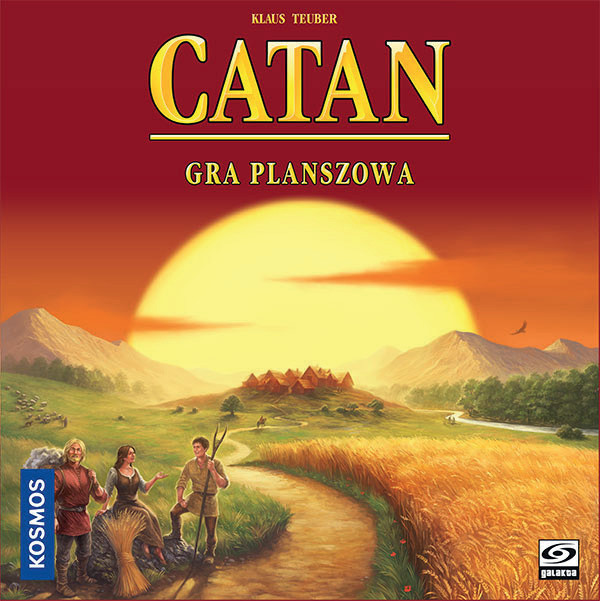 KLAUS TEUBER
CATAN
GRA PLANSZOWA
KOSMOS
galakta